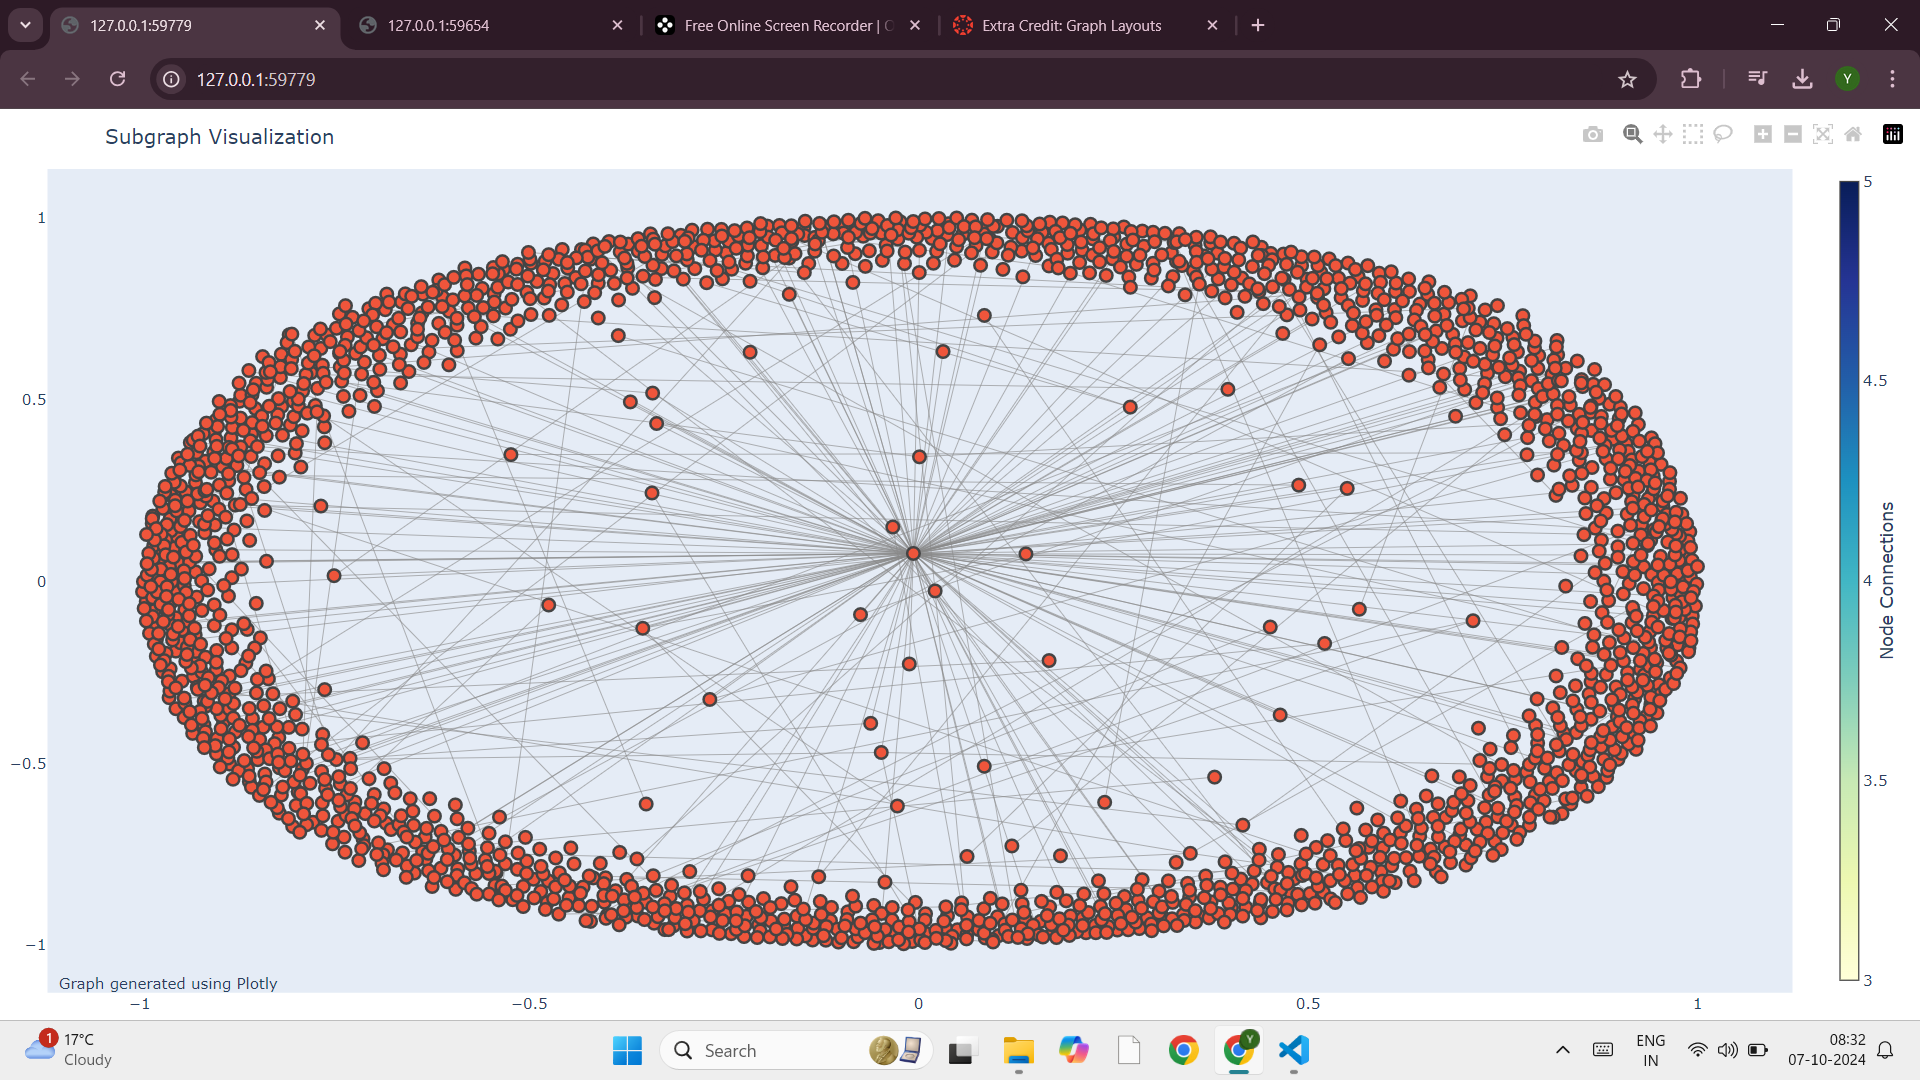 127.0.0.1:59779
127.0.0.1:59654
Free Online Screen Recorder |
Extra Credit: Graph Layouts
127.0.0.1:59779
Y
Subgraph Visualization
1
0.5
0
−0.5
−1
−1
−0.5
0
0.5
1
Graph generated using Plotly
5
4.5
4
3.5
3
Node Connections
1
17°C
Cloudy
Search
Y
ENG
IN
08:32
07-10-2024